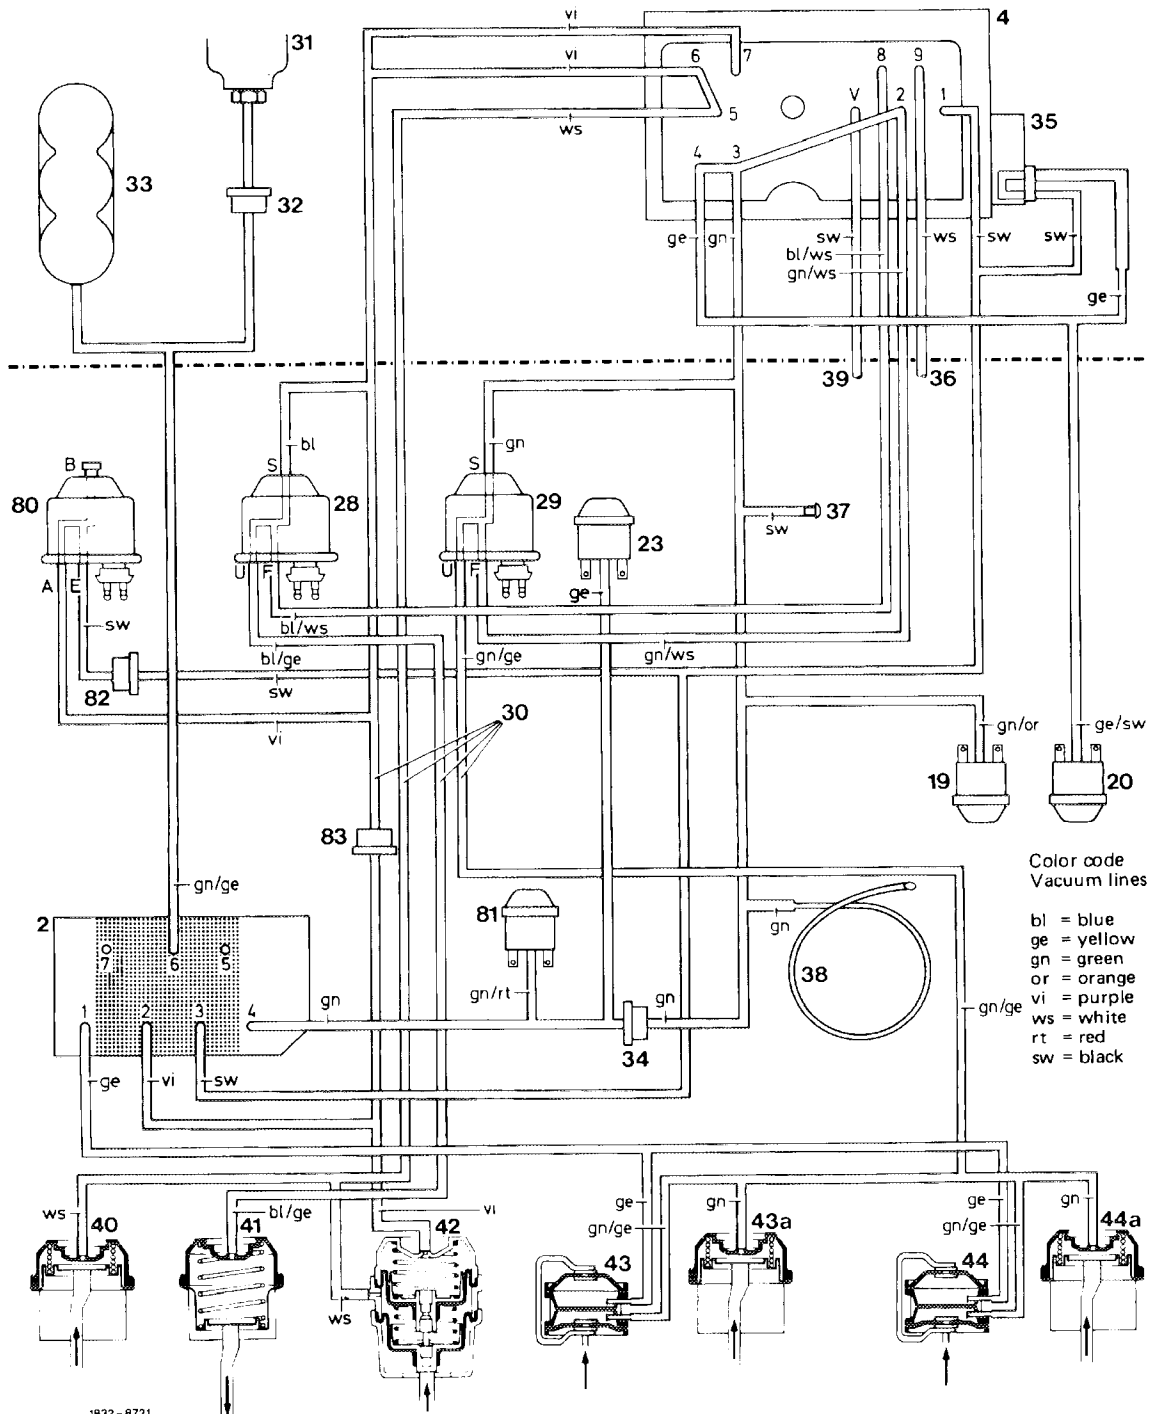 vi
4
31
vi
6
7
8
9
5
V
2
1
ws
35
4
3
33
32
ge
gn
sw
ws
sw
sw
bl/ws
gn/ws
ge
39
36
bl
gn
B
S
S
80
28
29
37
23
sw
A
E
U
F
U
F
ge
sw
bl/ws
bl/ge
gn/ge
gn/ws
82
sw
vi
30
gn/or
ge/sw
19
20
83
Color code
Vacuum lines
bl = blue
ge = yellow
gn = green
or = orange
vi = purple
ws = white
rt = red
sw = black
gn/ge
81
2
gn
7
6
5
38
gn/rt
gn
gn/ge
1
2
3
4
gn
34
ge
vi
sw
ws
40
bl/ge
41
42
vi
ge
gn/ge
gn
43a
ge
gn/ge
gn
44a
43
44
ws
1832-8731